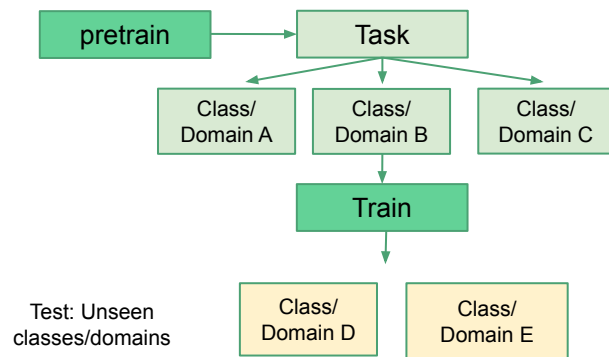 pretrain
Task
Class/
Domain A
Class/
Domain B
Class/
Domain C
Train
Test: Unseen
classes/domains
Class/
Domain D
Class/
Domain E